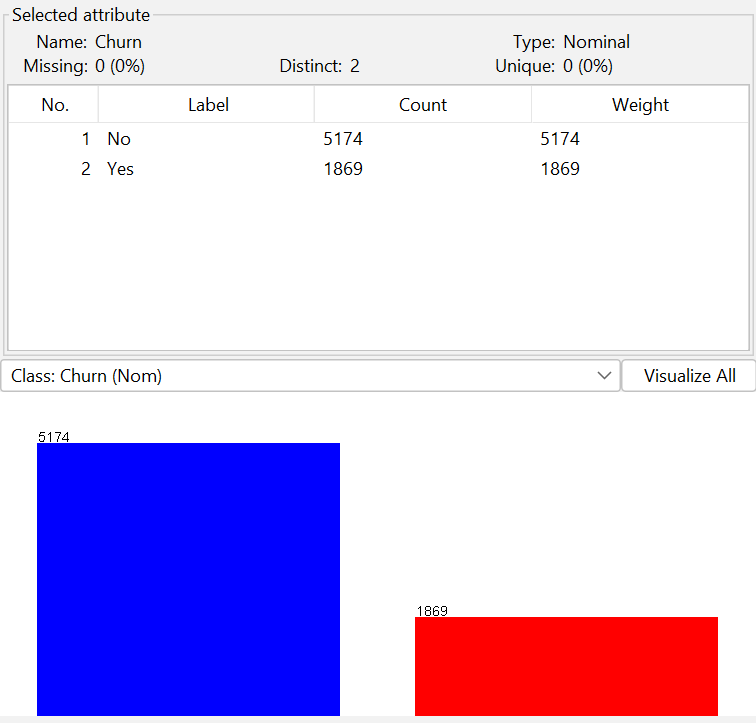 Selected attribute
Name: Churn Type: Nominal
Missing: 0 (0%) Distinct: 2 Unique: 0 (0%)
No. Label Count Weight
1 No 5174 5174
2 Yes 1869 1869
Class: Churn (Nom) Visualize All
5174
1869